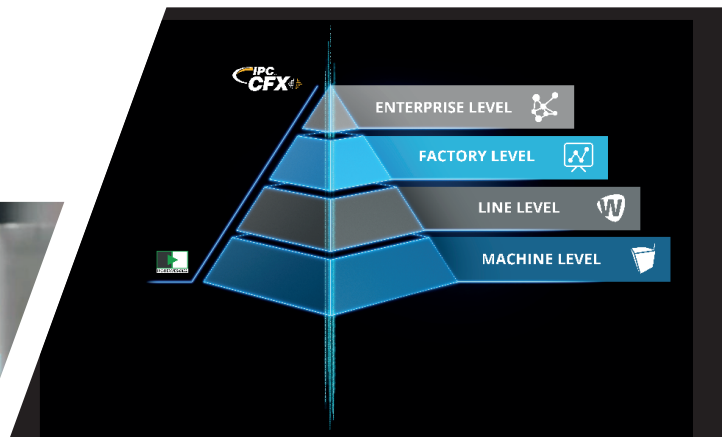 IPC
CFX
ENTERPRISE LEVEL
FACTORY LEVEL
LINE LEVEL
W
MACHINE LEVEL